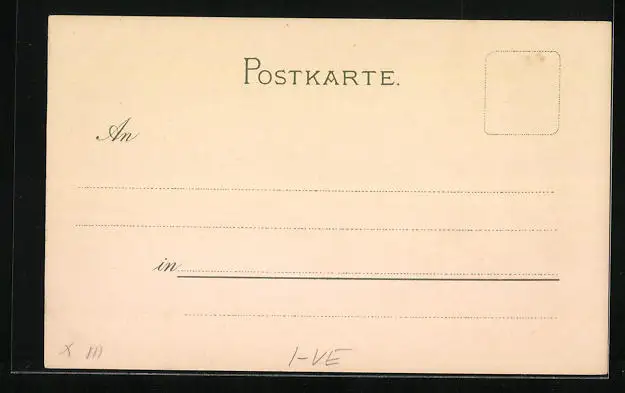 POSTKARTE.
An
in
I-VE